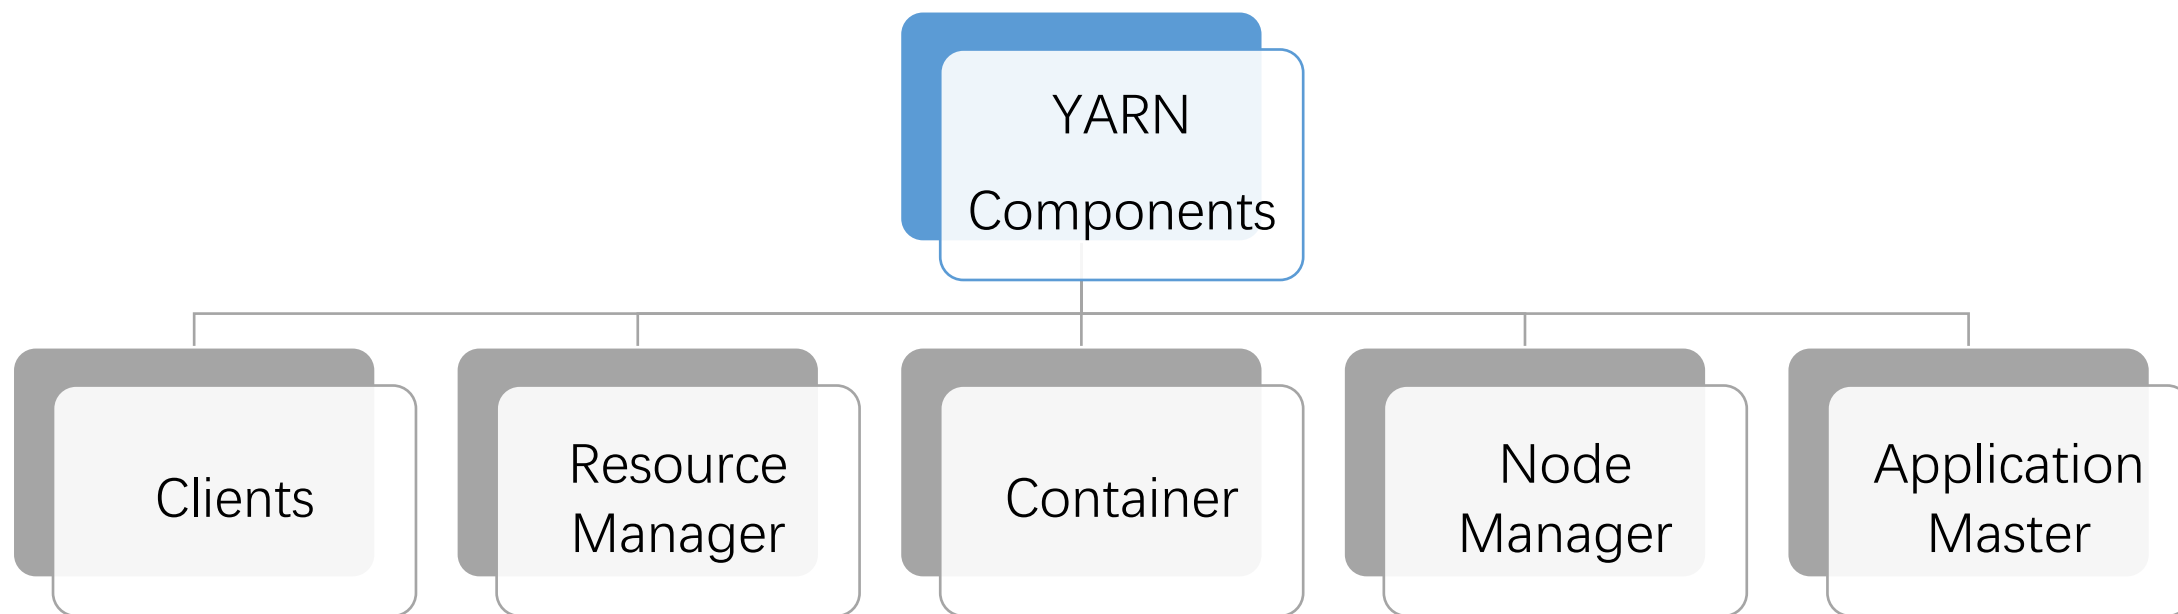 YARN
Components
Clients
Resource
Manager
Container
Node
Manager
Application
Master